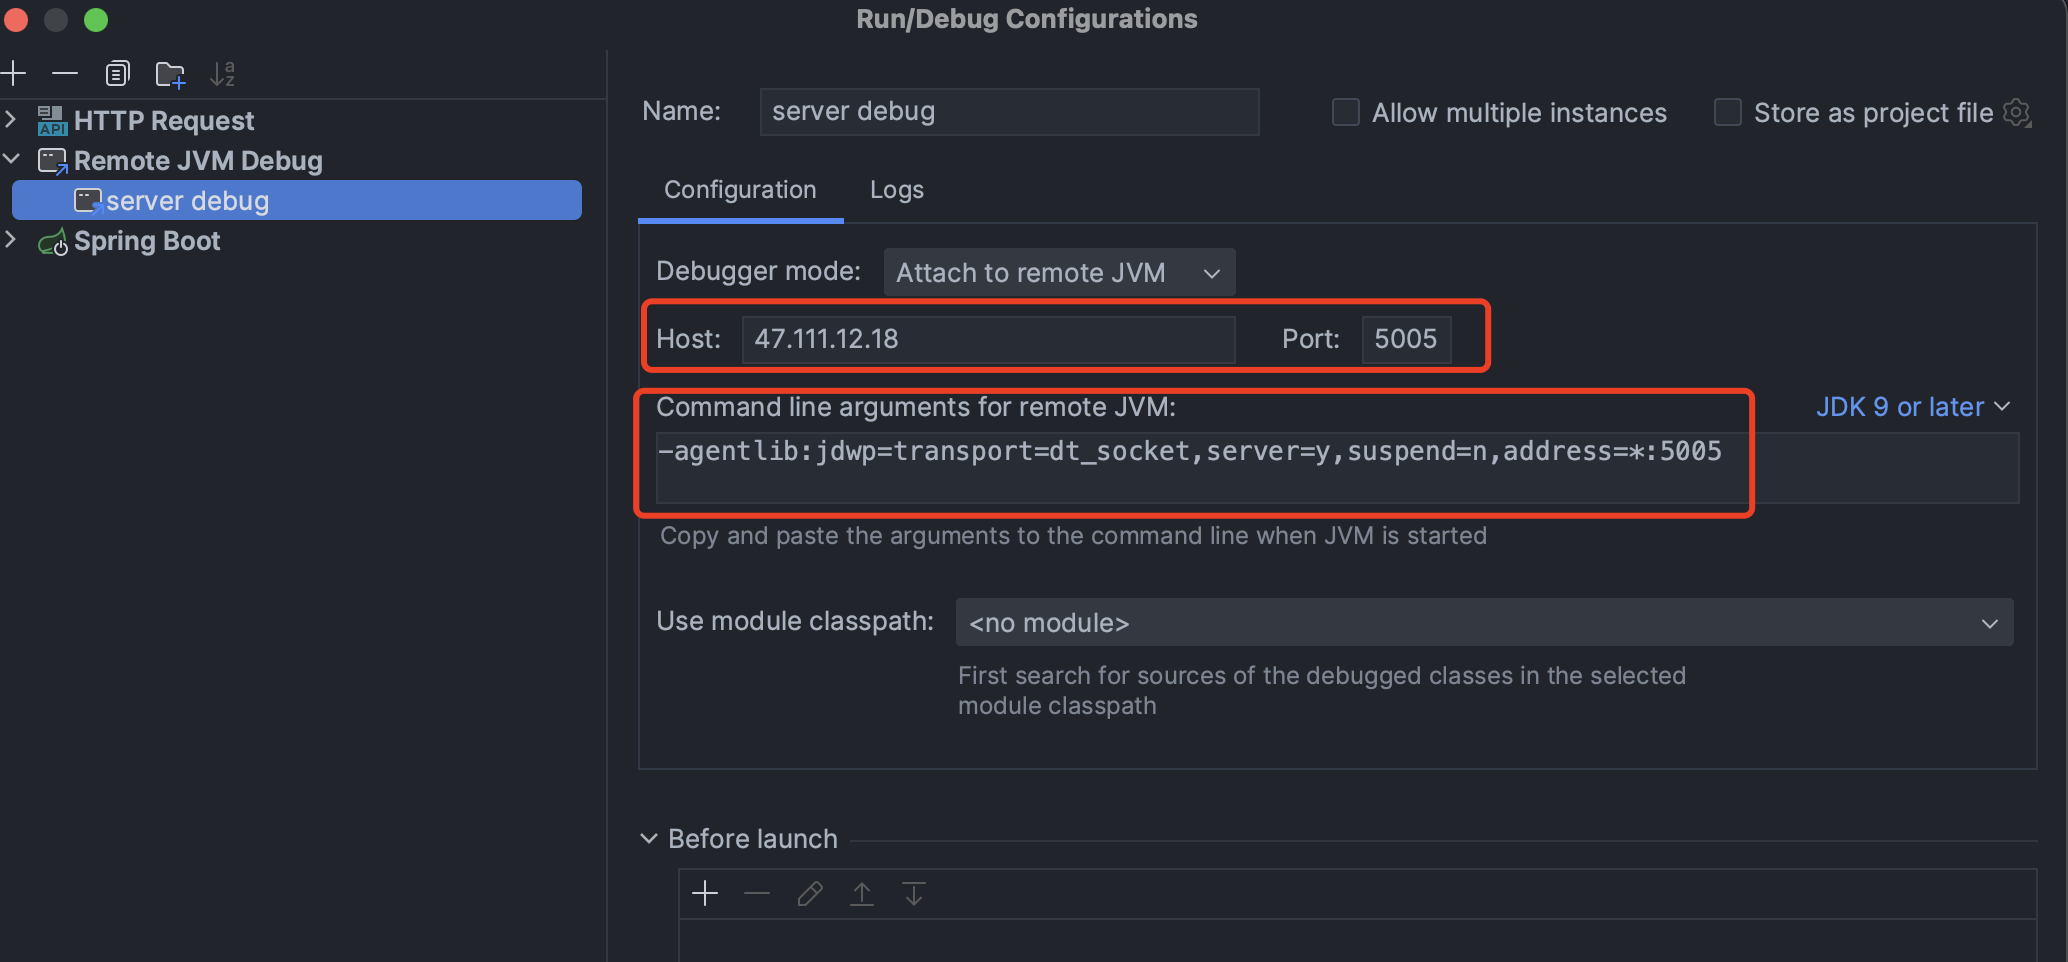 Run/Debug Configurations
HTTP Request
Remote JVM Debug
server debug
Spring Boot
Name: server debug
Allow multiple instances
Store as project file
Configuration
Logs
Debugger mode: Attach to remote JVM
Host: 47.111.12.18
Port: 5005
Command line arguments for remote JVM:
JDK 9 or later
-agentlib:jdwp=transport=dt_socket,server=y,suspend=n,address=*:5005
Copy and paste the arguments to the command line when JVM is started
Use module classpath: <no module>
First search for sources of the debugged classes in the selected
module classpath
Before launch